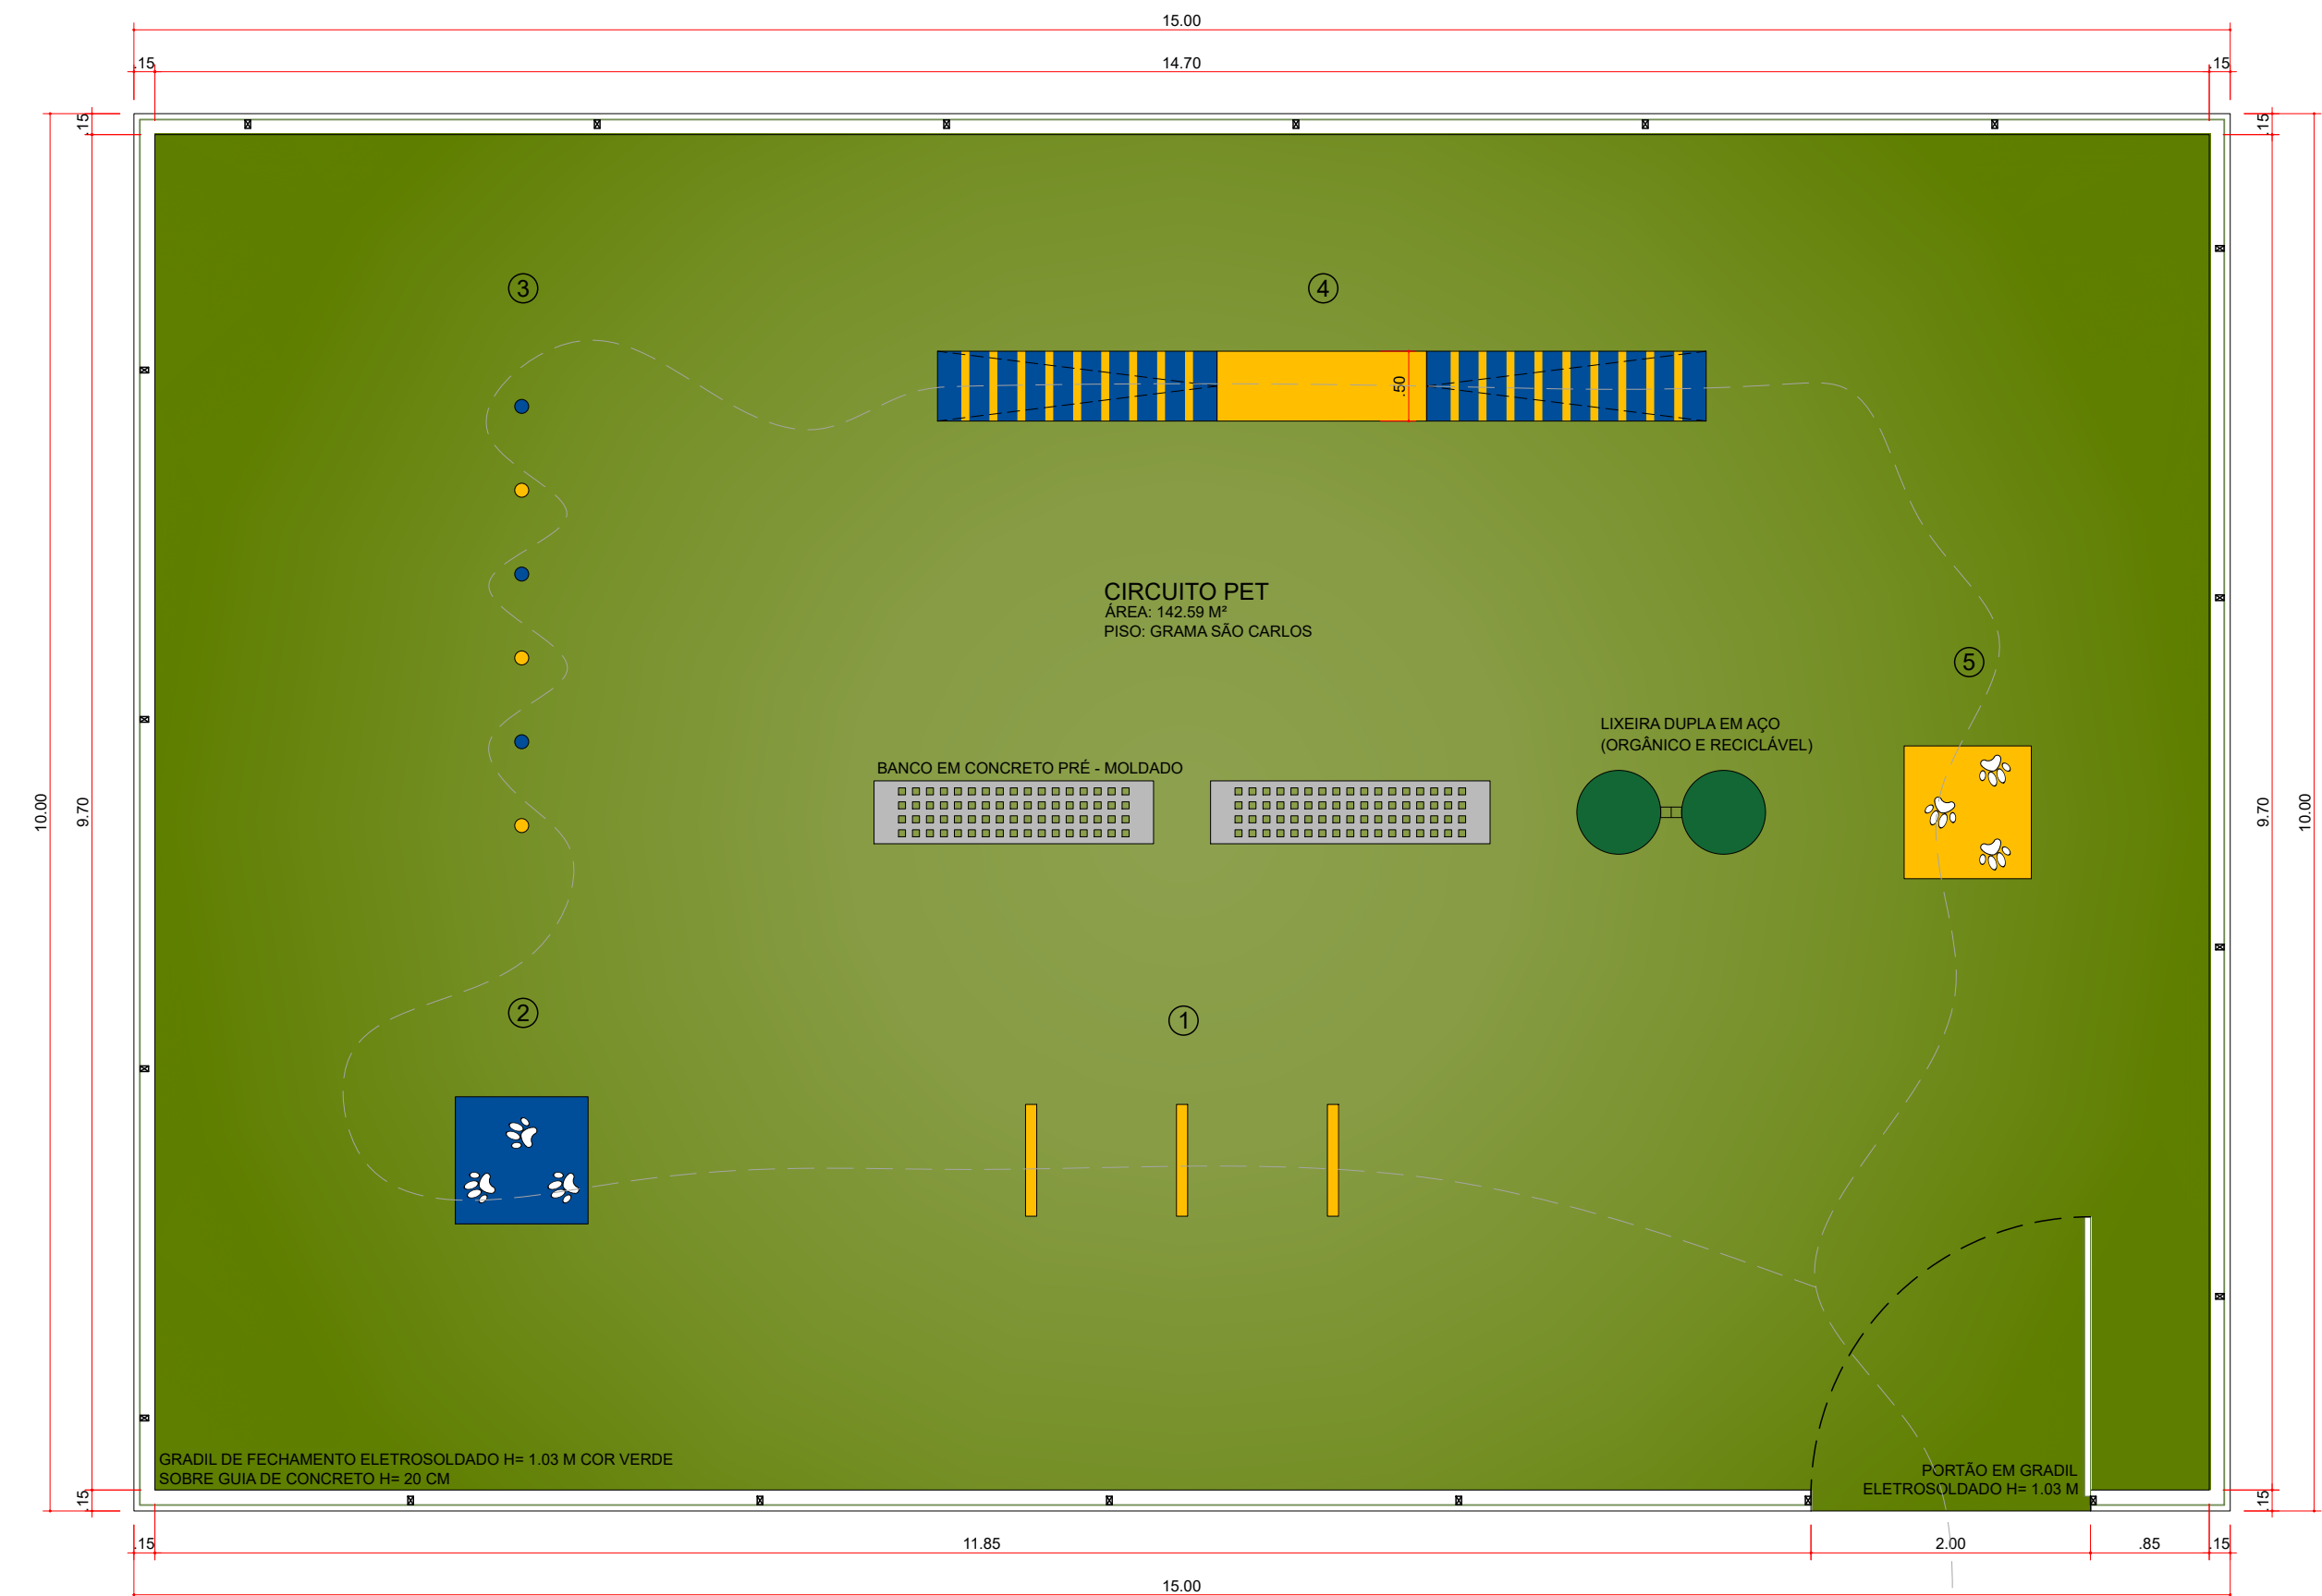 15.00
.15
14.70
.15
.15
.15
3
4
.50
CIRCUITO PET
ÁREA: 142.59 M²
PISO: GRAMA SÃO CARLOS
5
LIXEIRA DUPLA EM AÇO
(ORGÂNICO E RECICLÁVEL)
BANCO EM CONCRETO PRÉ - MOLDADO
10.00
9.70
9.70
10.00
2
1
GRADIL DE FECHAMENTO ELETROSOLDADO H= 1.03 M COR VERDE
SOBRE GUIA DE CONCRETO H= 20 CM
PORTÃO EM GRADIL
ELETROSOLDADO H= 1.03 M
.15
.15
.15
11.85
2.00
.85
.15
15.00